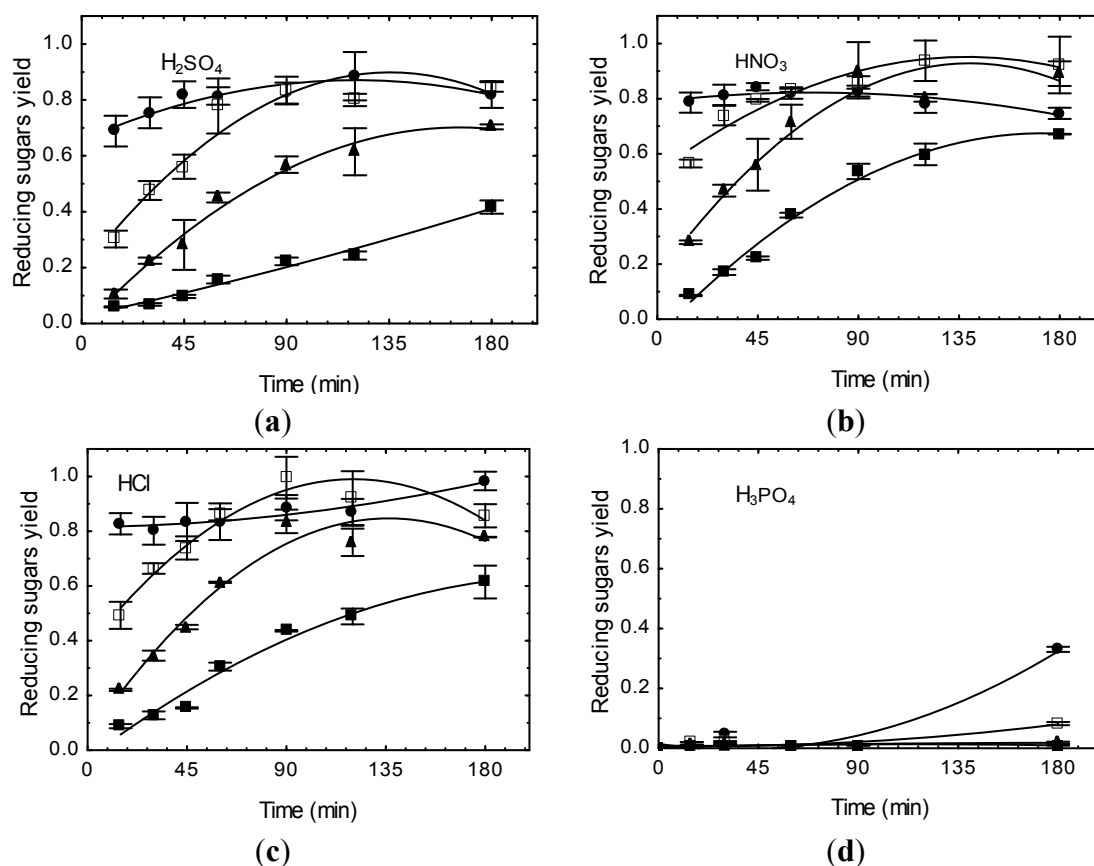 H₂SO₄
Reducing sugars yield
1.0
0.8
0.6
0.4
0.2
0.0
0 45 90 135 180
Time (min)
(a)
HNO₃
Reducing sugars yield
1.0
0.8
0.6
0.4
0.2
0.0
0 45 90 135 180
Time (min)
(b)
HCl
Reducing sugars yield
1.0
0.8
0.6
0.4
0.2
0.0
0 45 90 135 180
Time (min)
(c)
H₃PO₄
Reducing sugars yield
1.0
0.8
0.6
0.4
0.2
0.0
0 45 90 135 180
Time (min)
(d)